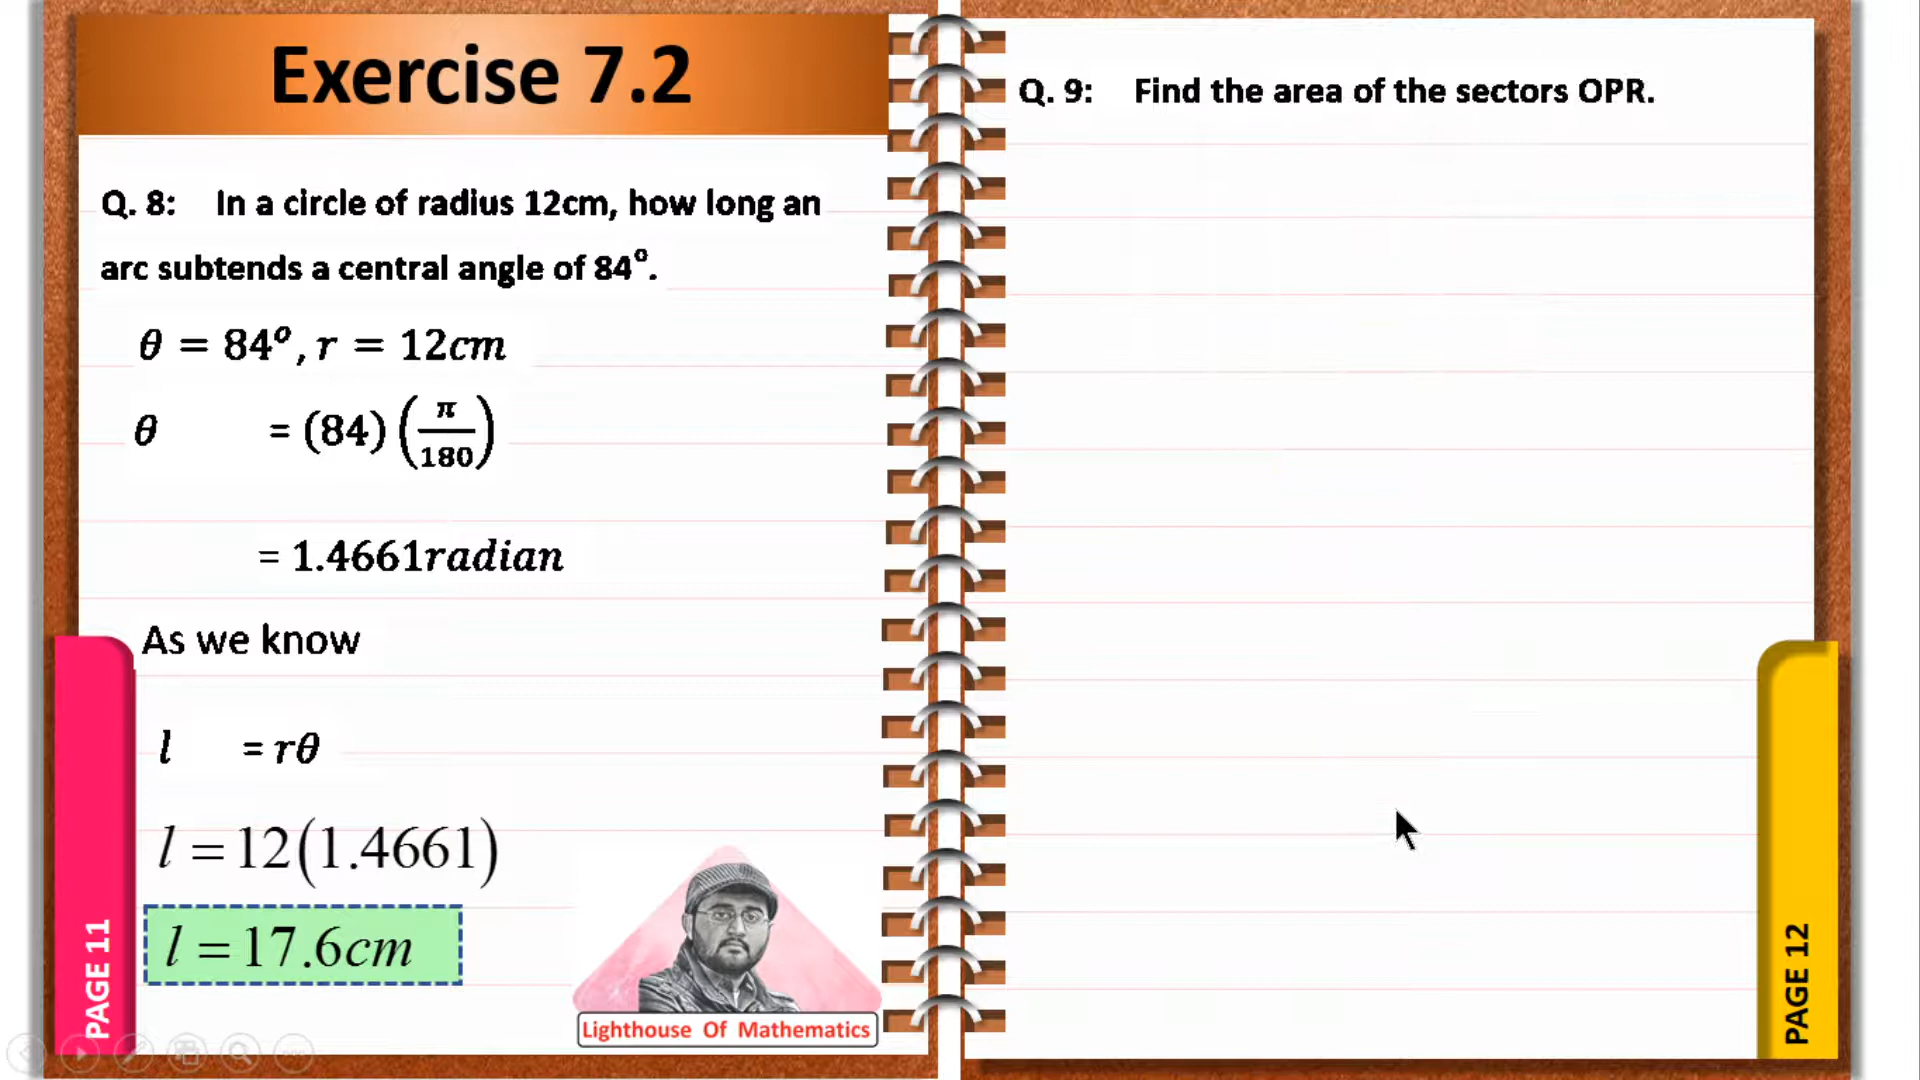 Exercise 7.2
Q. 8: In a circle of radius 12cm, how long an
arc subtends a central angle of 84°.
θ = 84°, r = 12cm
θ = (84) (π/180)
= 1.4661radian
As we know
l = rθ
l = 12(1.4661)
l = 17.6cm
Lighthouse Of Mathematics
PAGE 11
Q. 9: Find the area of the sectors OPR.
PAGE 12